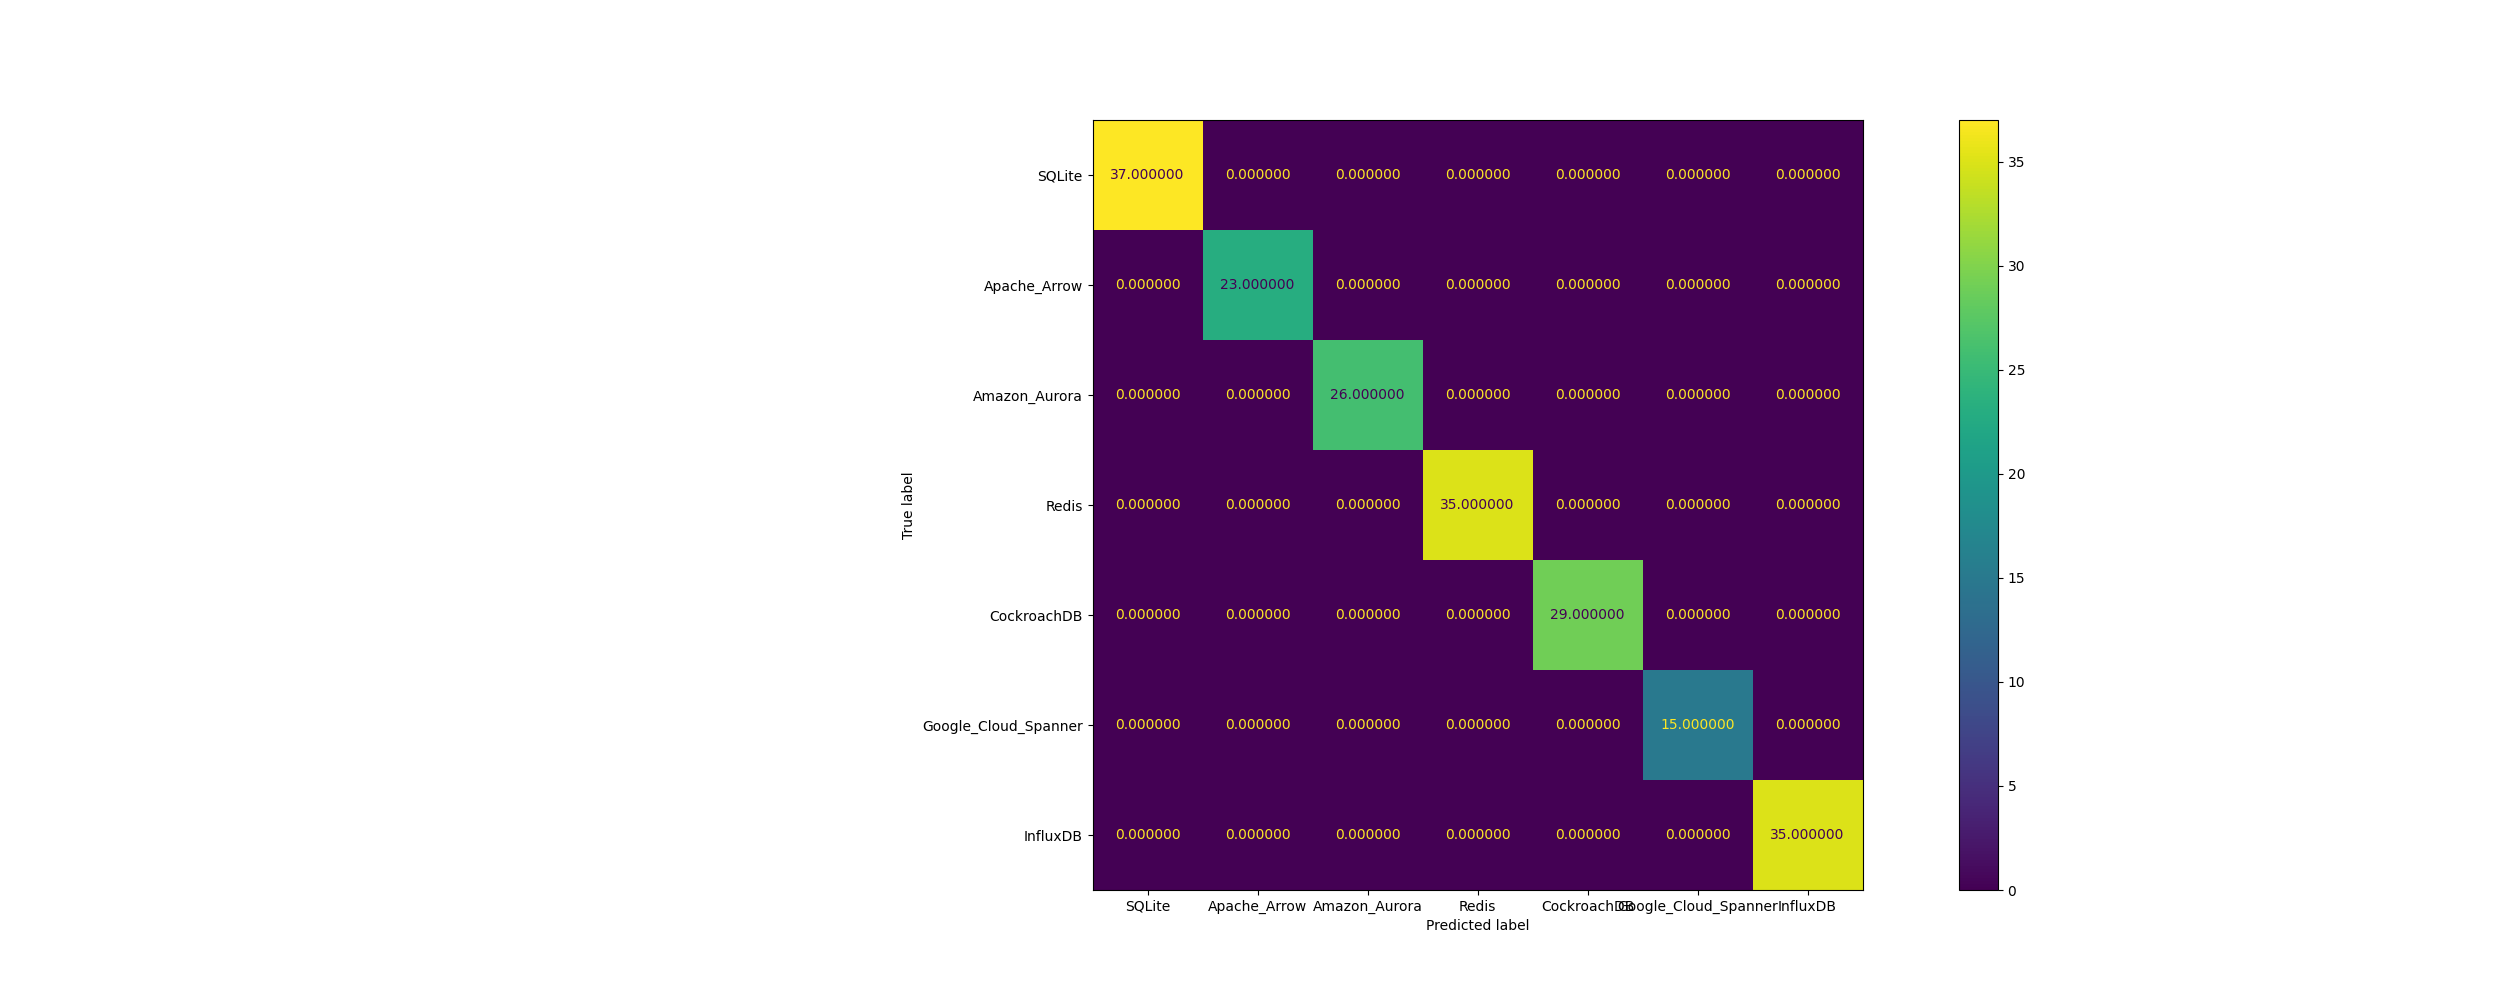 SQLite 37.000000 0.000000 0.000000 0.000000 0.000000 0.000000 0.000000 35
30
Apache_Arrow 0.000000 23.000000 0.000000 0.000000 0.000000 0.000000 0.000000
25
Amazon_Aurora 0.000000 0.000000 26.000000 0.000000 0.000000 0.000000 0.000000
20
True label
Redis 0.000000 0.000000 0.000000 35.000000 0.000000 0.000000 0.000000
15
CockroachDB 0.000000 0.000000 0.000000 0.000000 29.000000 0.000000 0.000000
10
Google_Cloud_Spanner 0.000000 0.000000 0.000000 0.000000 0.000000 15.000000 0.000000
5
InfluxDB 0.000000 0.000000 0.000000 0.000000 0.000000 0.000000 35.000000
0
SQLite Apache_Arrow Amazon_Aurora Redis CockroachDB Google_Cloud_Spanner InfluxDB
Predicted label